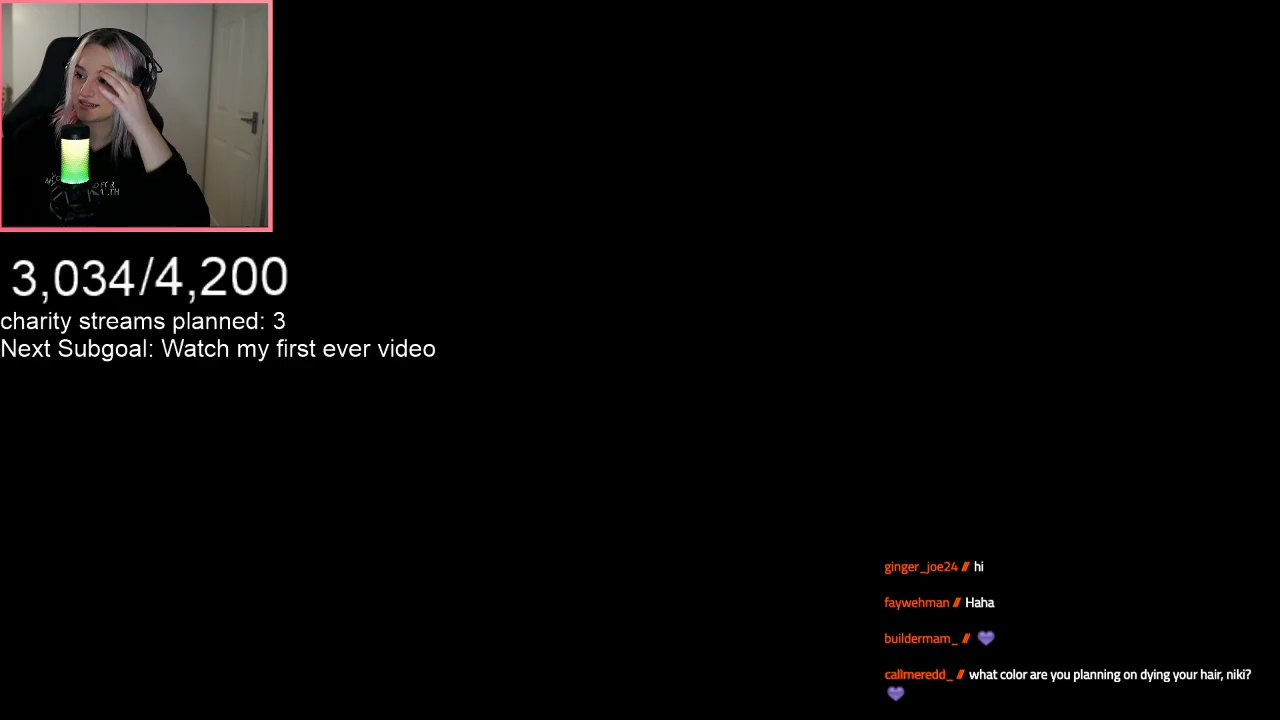 3,034/4,200
charity streams planned: 3
Next Subgoal: Watch my first ever video
ginger_joe24 // hi
faywehman // Haha
buildermam_ // 💜
callmeredd_ // what color are you planning on dying your hair, niki?
💜